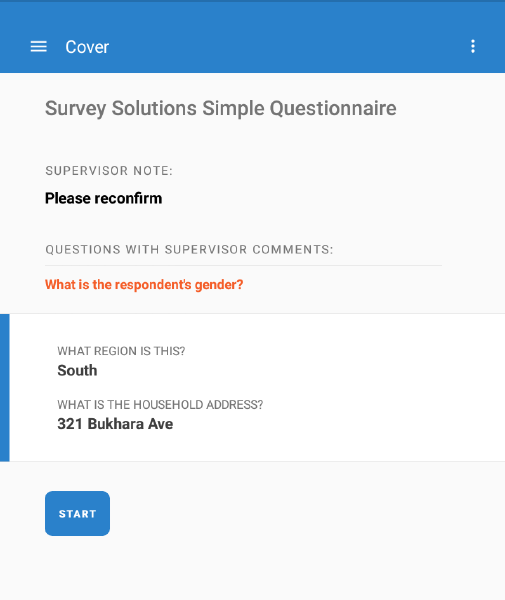 Cover
Survey Solutions Simple Questionnaire
SUPERVISOR NOTE:
Please reconfirm
QUESTIONS WITH SUPERVISOR COMMENTS:
What is the respondent's gender?
WHAT REGION IS THIS?
South
WHAT IS THE HOUSEHOLD ADDRESS?
321 Bukhara Ave
START